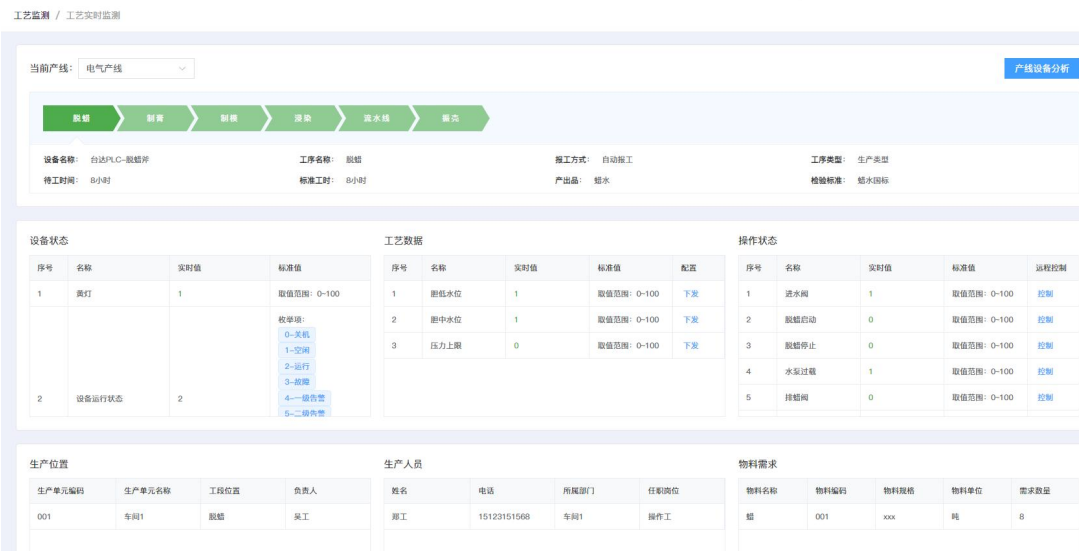 工艺监测 / 工艺实时监测
当前产线： 电气产线
产线设备分析
脱蜡 制膏 制模 浸染 流水线 振壳
设备名称： 台达PLC-脱蜡斧 工序名称： 脱蜡 报工方式： 自动报工 工序类型： 生产类型
待工时间： 8小时 标准工时： 8小时 产出品： 蜡水 检验标准： 蜡水国标
设备状态
序号 名称 实时值 标准值
1 黄灯 1 取值范围：0~100
枚举项：
0-关机
1-空闲
2-运行
3-故障
2 设备运行状态 2 4-一级告警
5-二级告警
工艺数据
序号 名称 实时值 标准值 配置
1 胆低水位 1 取值范围：0~100 下发
2 胆中水位 1 取值范围：0~100 下发
3 压力上限 0 取值范围：0~100 下发
操作状态
序号 名称 实时值 标准值 远程控制
1 进水阀 1 取值范围：0~100 控制
2 脱蜡启动 0 取值范围：0~100 控制
3 脱蜡停止 0 取值范围：0~100 控制
4 水泵过载 1 取值范围：0~100 控制
5 排蜡阀 0 取值范围：0~100 控制
生产位置
生产单元编码 生产单元名称 工段位置 负责人
001 车间1 脱蜡 吴工
生产人员
姓名 电话 所属部门 任职岗位
郑工 15123151568 车间1 操作工
物料需求
物料名称 物料编码 物料规格 物料单位 需求数量
蜡 001 xxx 吨 8